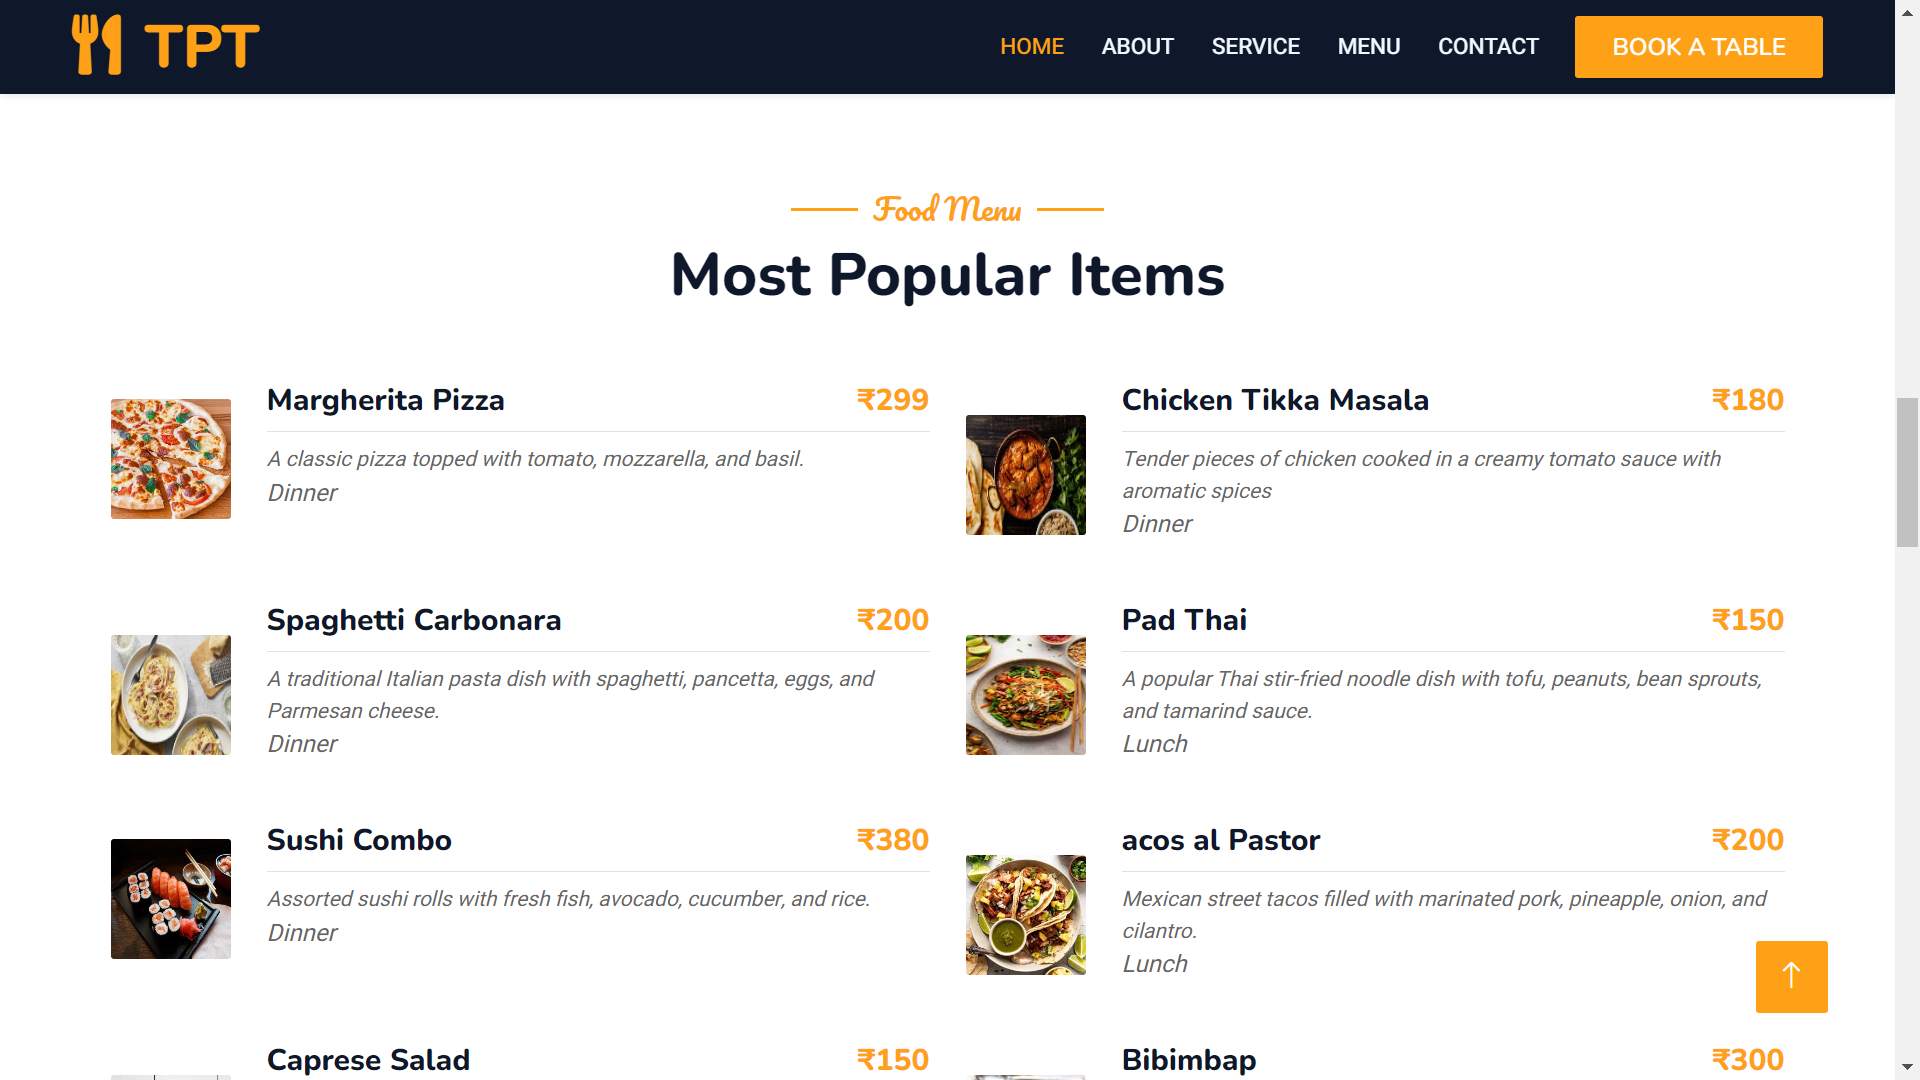 TPT
HOME ABOUT SERVICE MENU CONTACT BOOK A TABLE
Food Menu
Most Popular Items
Margherita Pizza ₹299
A classic pizza topped with tomato, mozzarella, and basil.
Dinner
Chicken Tikka Masala ₹180
Tender pieces of chicken cooked in a creamy tomato sauce with
aromatic spices
Dinner
Spaghetti Carbonara ₹200
A traditional Italian pasta dish with spaghetti, pancetta, eggs, and
Parmesan cheese.
Dinner
Pad Thai ₹150
A popular Thai stir-fried noodle dish with tofu, peanuts, bean sprouts,
and tamarind sauce.
Lunch
Sushi Combo ₹380
Assorted sushi rolls with fresh fish, avocado, cucumber, and rice.
Dinner
acos al Pastor ₹200
Mexican street tacos filled with marinated pork, pineapple, onion, and
cilantro.
Lunch
Caprese Salad ₹150
Bibimbap ₹300